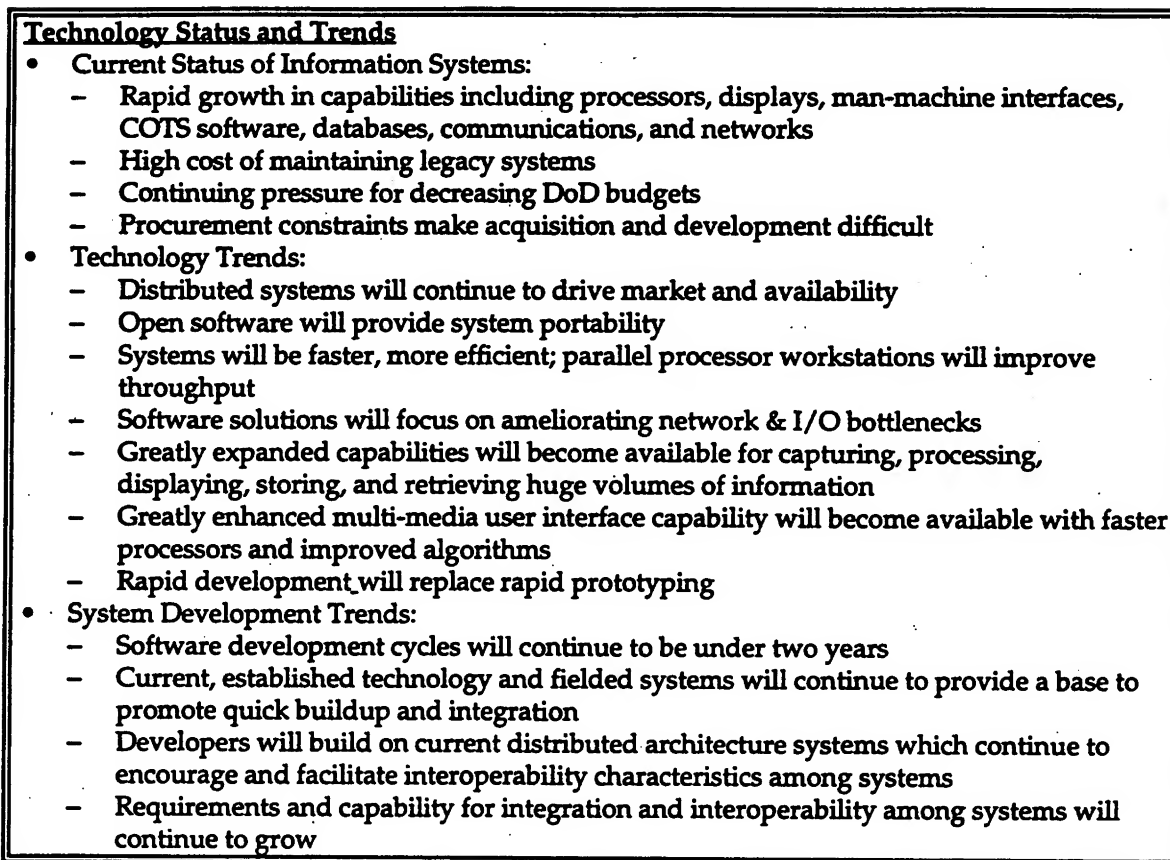 Technology Status and Trends
• Current Status of Information Systems:
– Rapid growth in capabilities including processors, displays, man-machine interfaces,
COTS software, databases, communications, and networks
– High cost of maintaining legacy systems
– Continuing pressure for decreasing DoD budgets
– Procurement constraints make acquisition and development difficult
• Technology Trends:
– Distributed systems will continue to drive market and availability
– Open software will provide system portability
– Systems will be faster, more efficient; parallel processor workstations will improve
throughput
– Software solutions will focus on ameliorating network & I/O bottlenecks
– Greatly expanded capabilities will become available for capturing, processing,
displaying, storing, and retrieving huge volumes of information
– Greatly enhanced multi-media user interface capability will become available with faster
processors and improved algorithms
– Rapid development will replace rapid prototyping
• System Development Trends:
– Software development cycles will continue to be under two years
– Current, established technology and fielded systems will continue to provide a base to
promote quick buildup and integration
– Developers will build on current distributed architecture systems which continue to
encourage and facilitate interoperability characteristics among systems
– Requirements and capability for integration and interoperability among systems will
continue to grow